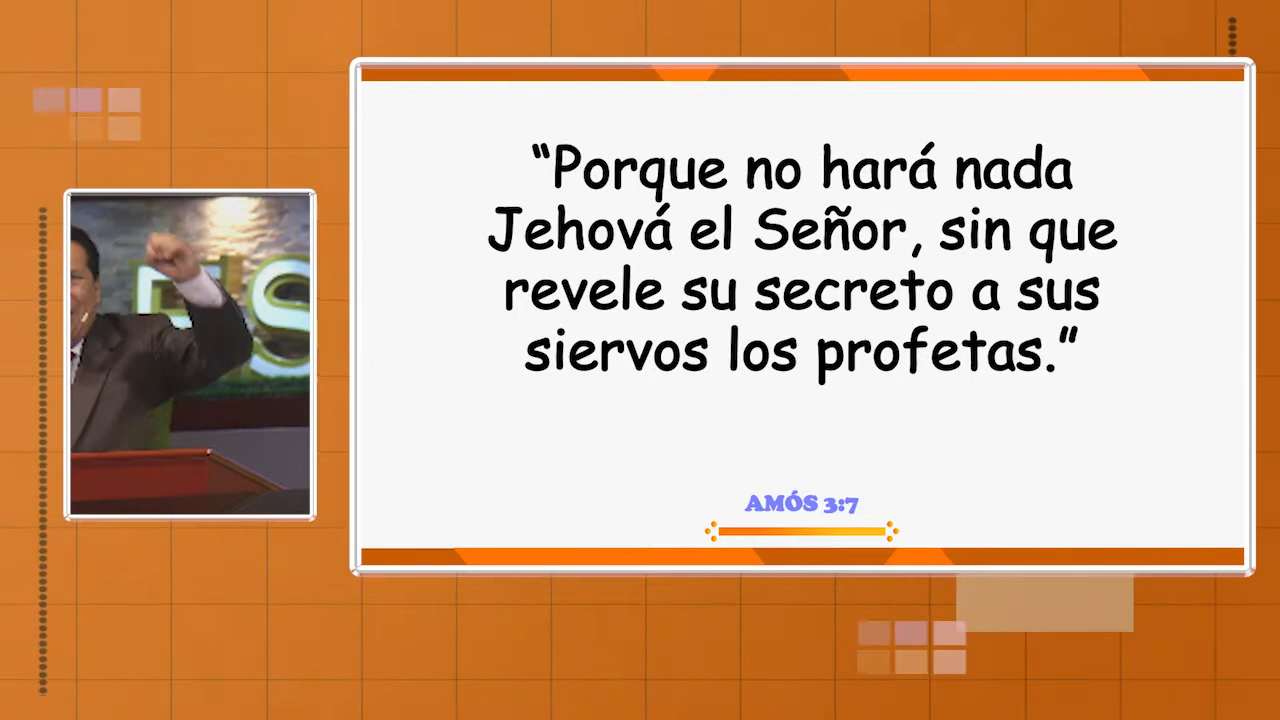 “Porque no hará nada
Jehová el Señor, sin que
revele su secreto a sus
siervos los profetas.”
AMÓS 3:7
ES